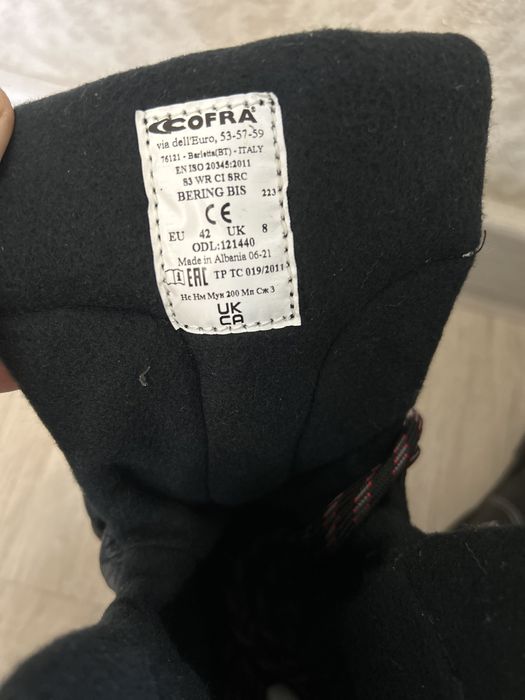 COFRA®
via dell'Euro, 53-57-59
76121 - Barletta(BT) - ITALY
EN ISO 20345:2011
S3 WR CI SRC
BERING BIS 223
CE
EU 42 UK 8
ODL:121440
Made in Albania 06-21
i EAC ТР ТС 019/2011
Нс Нм Мун 200 Мп Сж 3
UK
CA